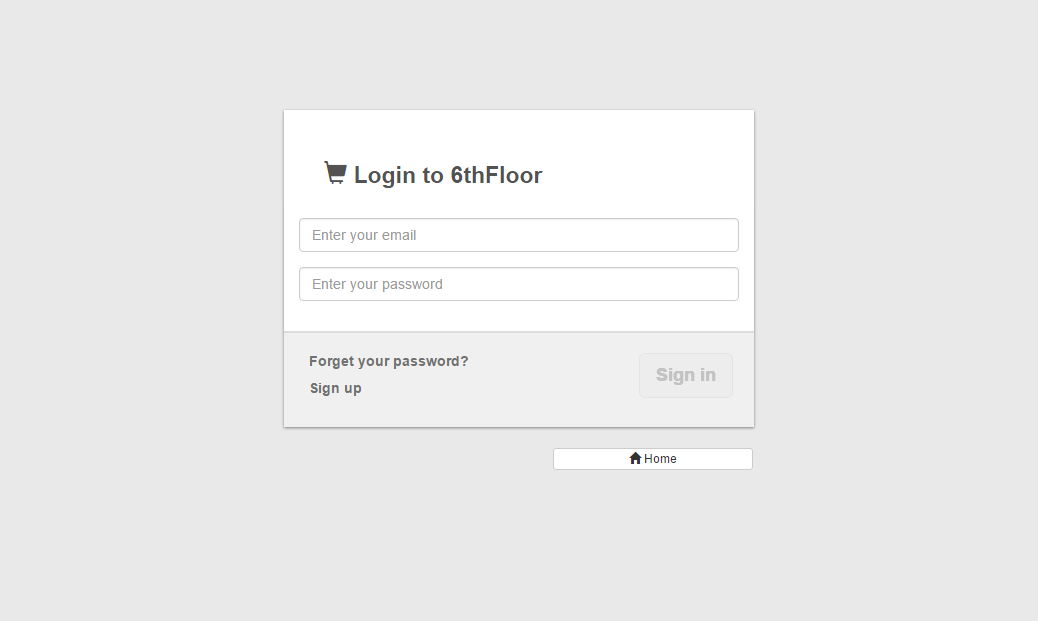 Login to 6thFloor
Enter your email
Enter your password
Forget your password?
Sign up
Sign in
Home